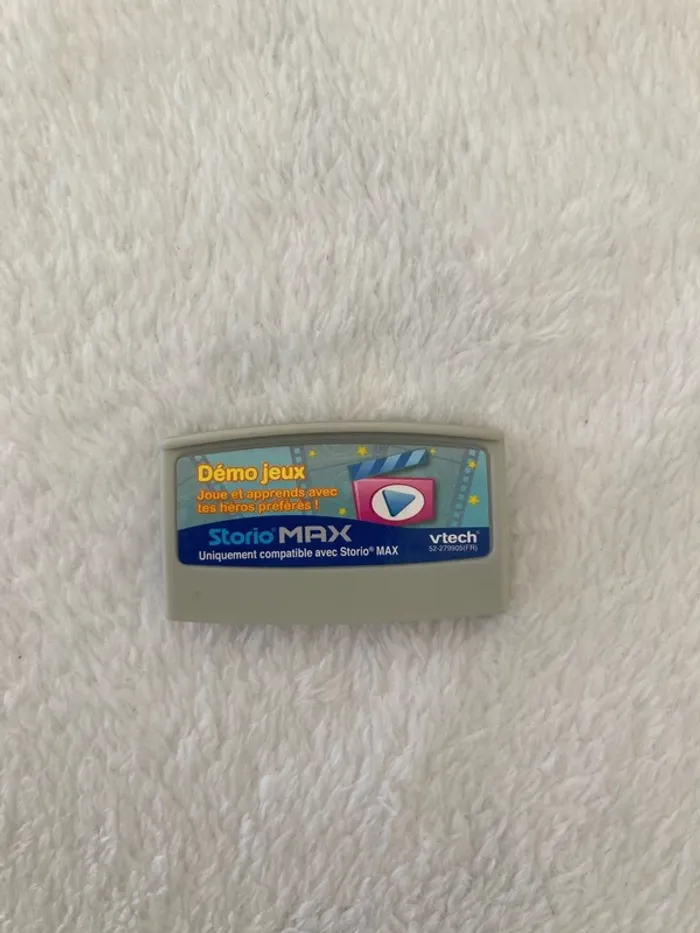 Démo jeux
Joue et apprends avec
tes héros préférés !
Storio® MAX
Uniquement compatible avec Storio® MAX
vtech®
52-279905(FR)